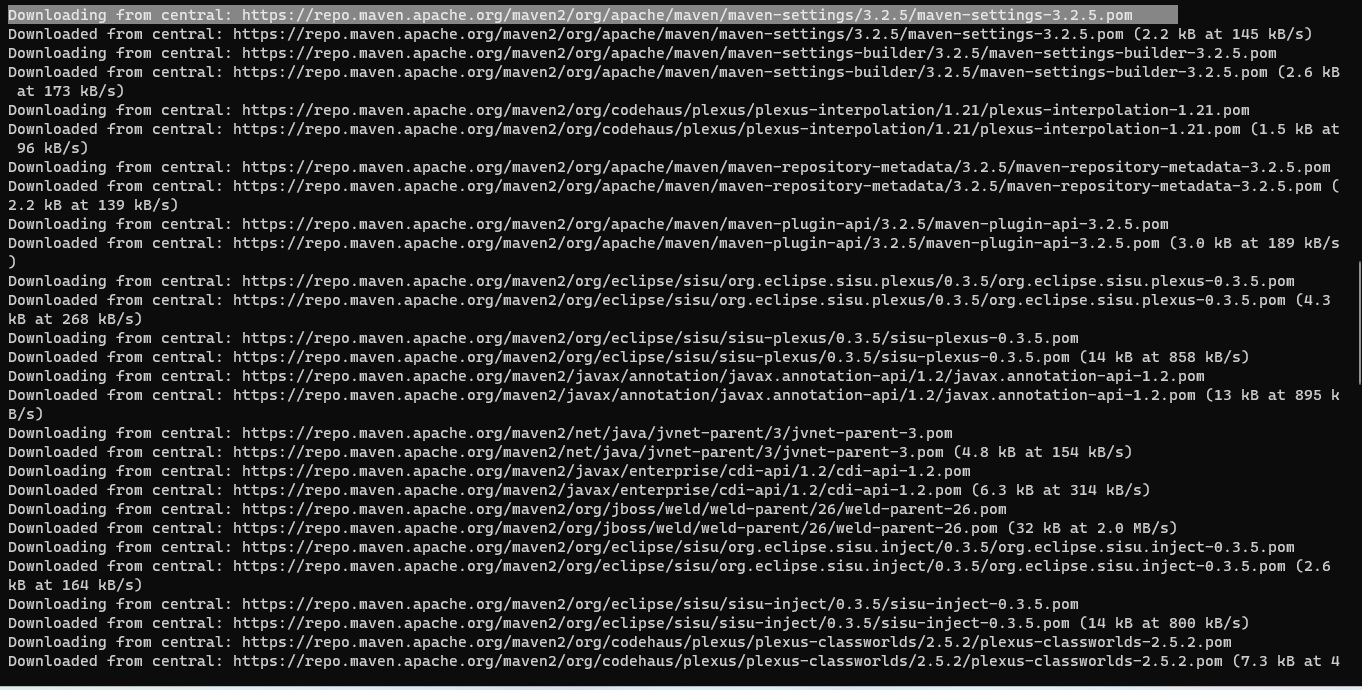 Downloading from central: https://repo.maven.apache.org/maven2/org/apache/maven/maven-settings/3.2.5/maven-settings-3.2.5.pom
Downloaded from central: https://repo.maven.apache.org/maven2/org/apache/maven/maven-settings/3.2.5/maven-settings-3.2.5.pom (2.2 kB at 145 kB/s)
Downloading from central: https://repo.maven.apache.org/maven2/org/apache/maven/maven-settings-builder/3.2.5/maven-settings-builder-3.2.5.pom
Downloaded from central: https://repo.maven.apache.org/maven2/org/apache/maven/maven-settings-builder/3.2.5/maven-settings-builder-3.2.5.pom (2.6 kB
 at 173 kB/s)
Downloading from central: https://repo.maven.apache.org/maven2/org/codehaus/plexus/plexus-interpolation/1.21/plexus-interpolation-1.21.pom
Downloaded from central: https://repo.maven.apache.org/maven2/org/codehaus/plexus/plexus-interpolation/1.21/plexus-interpolation-1.21.pom (1.5 kB at
 96 kB/s)
Downloading from central: https://repo.maven.apache.org/maven2/org/apache/maven/maven-repository-metadata/3.2.5/maven-repository-metadata-3.2.5.pom
Downloaded from central: https://repo.maven.apache.org/maven2/org/apache/maven/maven-repository-metadata/3.2.5/maven-repository-metadata-3.2.5.pom (
2.2 kB at 139 kB/s)
Downloading from central: https://repo.maven.apache.org/maven2/org/apache/maven/maven-plugin-api/3.2.5/maven-plugin-api-3.2.5.pom
Downloaded from central: https://repo.maven.apache.org/maven2/org/apache/maven/maven-plugin-api/3.2.5/maven-plugin-api-3.2.5.pom (3.0 kB at 189 kB/s
)
Downloading from central: https://repo.maven.apache.org/maven2/org/eclipse/sisu/org.eclipse.sisu.plexus/0.3.5/org.eclipse.sisu.plexus-0.3.5.pom
Downloaded from central: https://repo.maven.apache.org/maven2/org/eclipse/sisu/org.eclipse.sisu.plexus/0.3.5/org.eclipse.sisu.plexus-0.3.5.pom (4.3
kB at 268 kB/s)
Downloading from central: https://repo.maven.apache.org/maven2/org/eclipse/sisu/sisu-plexus/0.3.5/sisu-plexus-0.3.5.pom
Downloaded from central: https://repo.maven.apache.org/maven2/org/eclipse/sisu/sisu-plexus/0.3.5/sisu-plexus-0.3.5.pom (14 kB at 858 kB/s)
Downloading from central: https://repo.maven.apache.org/maven2/javax/annotation/javax.annotation-api/1.2/javax.annotation-api-1.2.pom
Downloaded from central: https://repo.maven.apache.org/maven2/javax/annotation/javax.annotation-api/1.2/javax.annotation-api-1.2.pom (13 kB at 895 k
B/s)
Downloading from central: https://repo.maven.apache.org/maven2/net/java/jvnet-parent/3/jvnet-parent-3.pom
Downloaded from central: https://repo.maven.apache.org/maven2/net/java/jvnet-parent/3/jvnet-parent-3.pom (4.8 kB at 154 kB/s)
Downloading from central: https://repo.maven.apache.org/maven2/javax/enterprise/cdi-api/1.2/cdi-api-1.2.pom
Downloaded from central: https://repo.maven.apache.org/maven2/javax/enterprise/cdi-api/1.2/cdi-api-1.2.pom (6.3 kB at 314 kB/s)
Downloading from central: https://repo.maven.apache.org/maven2/org/jboss/weld/weld-parent/26/weld-parent-26.pom
Downloaded from central: https://repo.maven.apache.org/maven2/org/jboss/weld/weld-parent/26/weld-parent-26.pom (32 kB at 2.0 MB/s)
Downloading from central: https://repo.maven.apache.org/maven2/org/eclipse/sisu/org.eclipse.sisu.inject/0.3.5/org.eclipse.sisu.inject-0.3.5.pom
Downloaded from central: https://repo.maven.apache.org/maven2/org/eclipse/sisu/org.eclipse.sisu.inject/0.3.5/org.eclipse.sisu.inject-0.3.5.pom (2.6
kB at 164 kB/s)
Downloading from central: https://repo.maven.apache.org/maven2/org/eclipse/sisu/sisu-inject/0.3.5/sisu-inject-0.3.5.pom
Downloaded from central: https://repo.maven.apache.org/maven2/org/eclipse/sisu/sisu-inject/0.3.5/sisu-inject-0.3.5.pom (14 kB at 800 kB/s)
Downloading from central: https://repo.maven.apache.org/maven2/org/codehaus/plexus/plexus-classworlds/2.5.2/plexus-classworlds-2.5.2.pom
Downloaded from central: https://repo.maven.apache.org/maven2/org/codehaus/plexus/plexus-classworlds/2.5.2/plexus-classworlds-2.5.2.pom (7.3 kB at 4